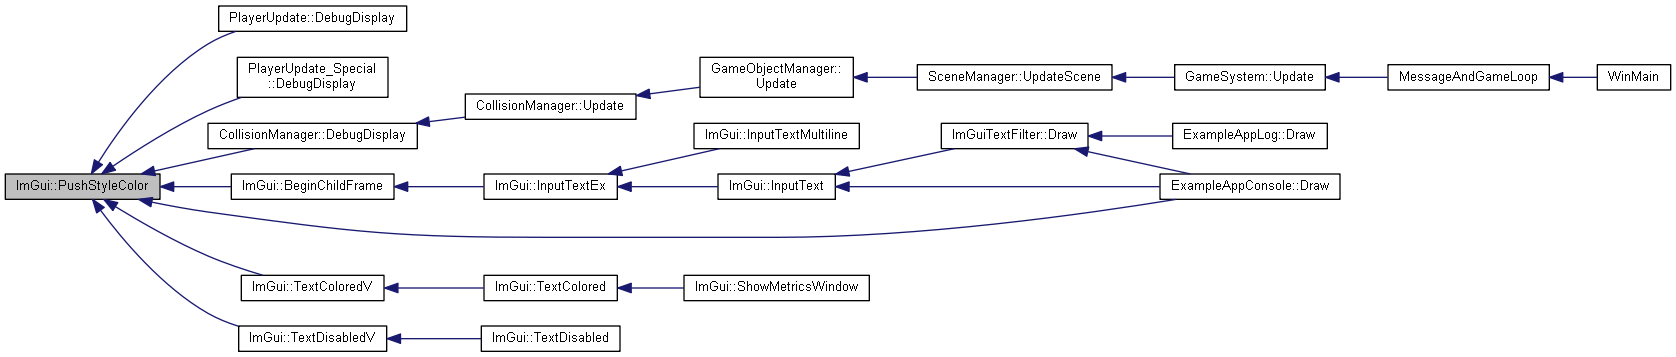 PlayerUpdate::DebugDisplay
PlayerUpdate_Special
::DebugDisplay
GameObjectManager::
Update
SceneManager::UpdateScene
GameSystem::Update
MessageAndGameLoop
WinMain
CollisionManager::Update
CollisionManager::DebugDisplay
ImGui::InputTextMultiline
ImGuiTextFilter::Draw
ExampleAppLog::Draw
ImGui::PushStyleColor
ImGui::BeginChildFrame
ImGui::InputTextEx
ImGui::InputText
ExampleAppConsole::Draw
ImGui::TextColoredV
ImGui::TextColored
ImGui::ShowMetricsWindow
ImGui::TextDisabledV
ImGui::TextDisabled